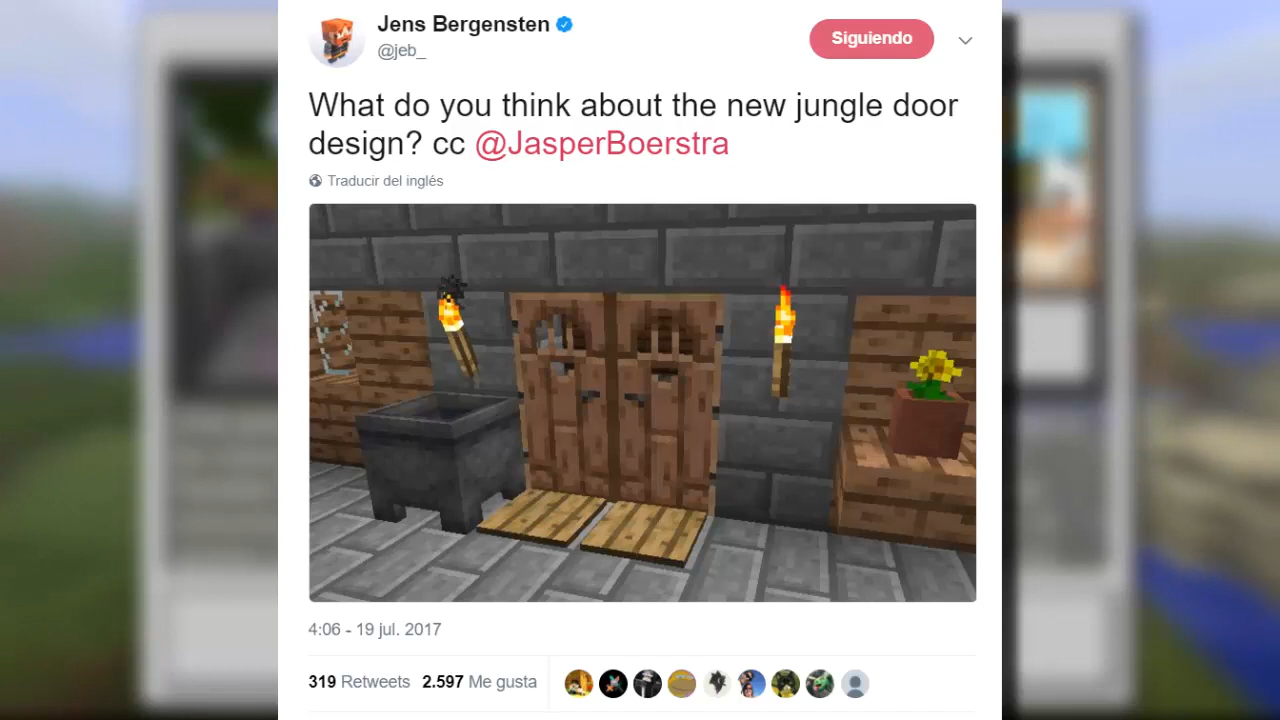 Jens Bergensten
@jeb_
Siguiendo
What do you think about the new jungle door
design? cc @JasperBoerstra
Traducir del inglés
4:06 - 19 jul. 2017
319 Retweets 2.597 Me gusta